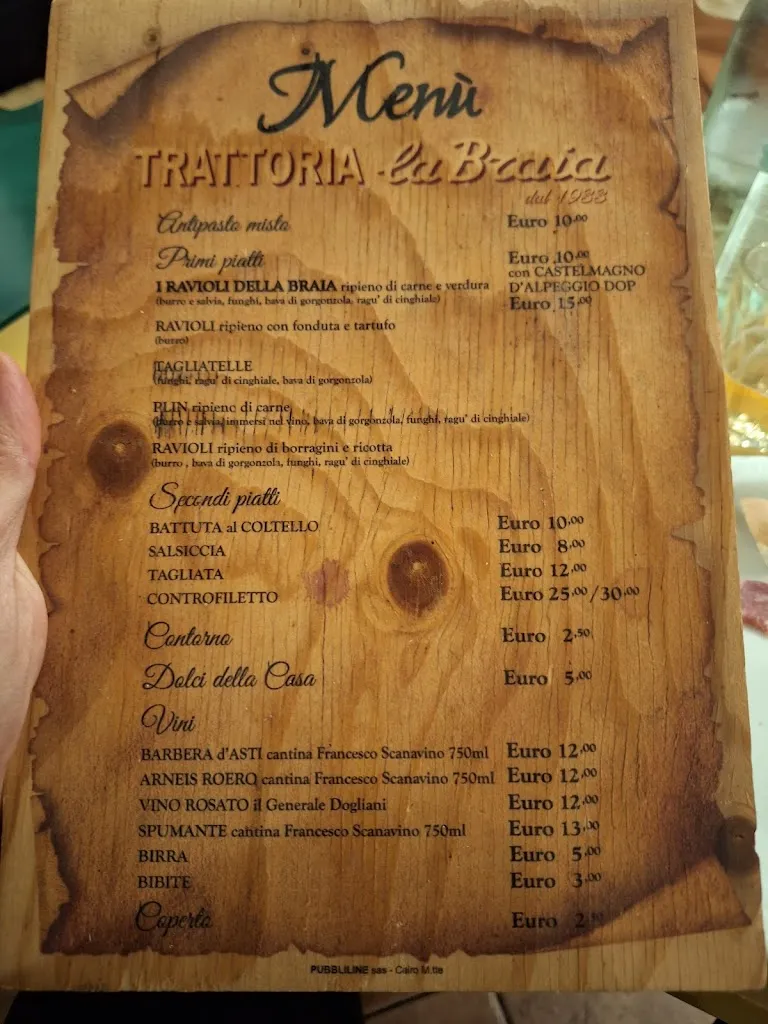 Menù
TRATTORIA - la Braia
dal 1988
Antipasto misto Euro 10,00
Primi piatti Euro 10,00
con CASTELMAGNO
I RAVIOLI DELLA BRAIA ripieno di carne e verdura D'ALPEGGIO DOP
(burro e salvia, funghi, bava di gorgonzola, ragu' di cinghiale) Euro 15,00
RAVIOLI ripieno con fonduta e tartufo
(burro)
TAGLIATELLE
(funghi, ragu' di cinghiale, bava di gorgonzola)
PLIN ripieno di carne
(burro e salvia, immersi nel vino, bava di gorgonzola, funghi, ragu' di cinghiale)
RAVIOLI ripieno di borragini e ricotta
(burro , bava di gorgonzola, funghi, ragu' di cinghiale)
Secondi piatti
BATTUTA al COLTELLO Euro 10,00
SALSICCIA Euro 8,00
TAGLIATA Euro 12,00
CONTROFILETTO Euro 25,00/30,00
Contorno Euro 2,50
Dolci della Casa Euro 5,00
Vini
BARBERA d'ASTI cantina Francesco Scanavino 750ml Euro 12,00
ARNEIS ROERO cantina Francesco Scanavino 750ml Euro 12,00
VINO ROSATO il Generale Dogliani Euro 12,00
SPUMANTE cantina Francesco Scanavino 750ml Euro 13,00
BIRRA Euro 5,00
BIBITE Euro 3,00
Coperto Euro 2,50
PUBBLILINE sas - Cairo M.tte